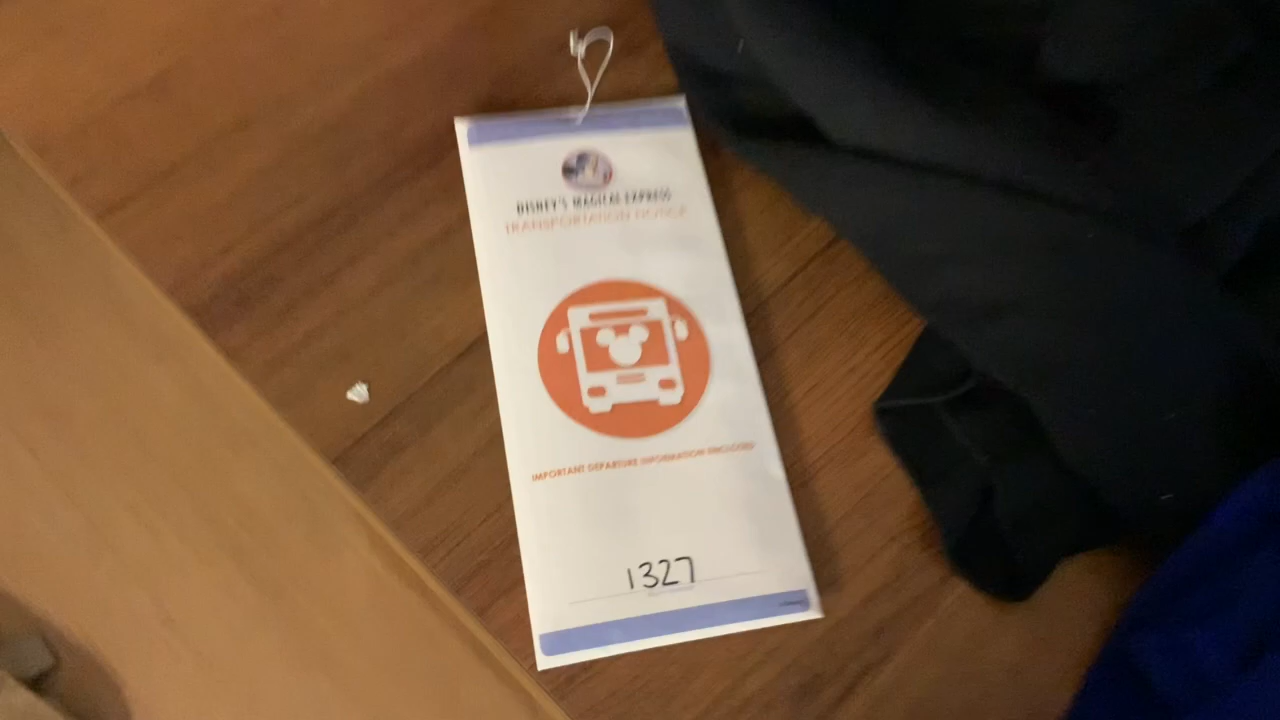 DISNEY'S MAGICAL EXPRESS
TRANSPORTATION NOTICE
IMPORTANT DEPARTURE INFORMATION ENCLOSED
1327